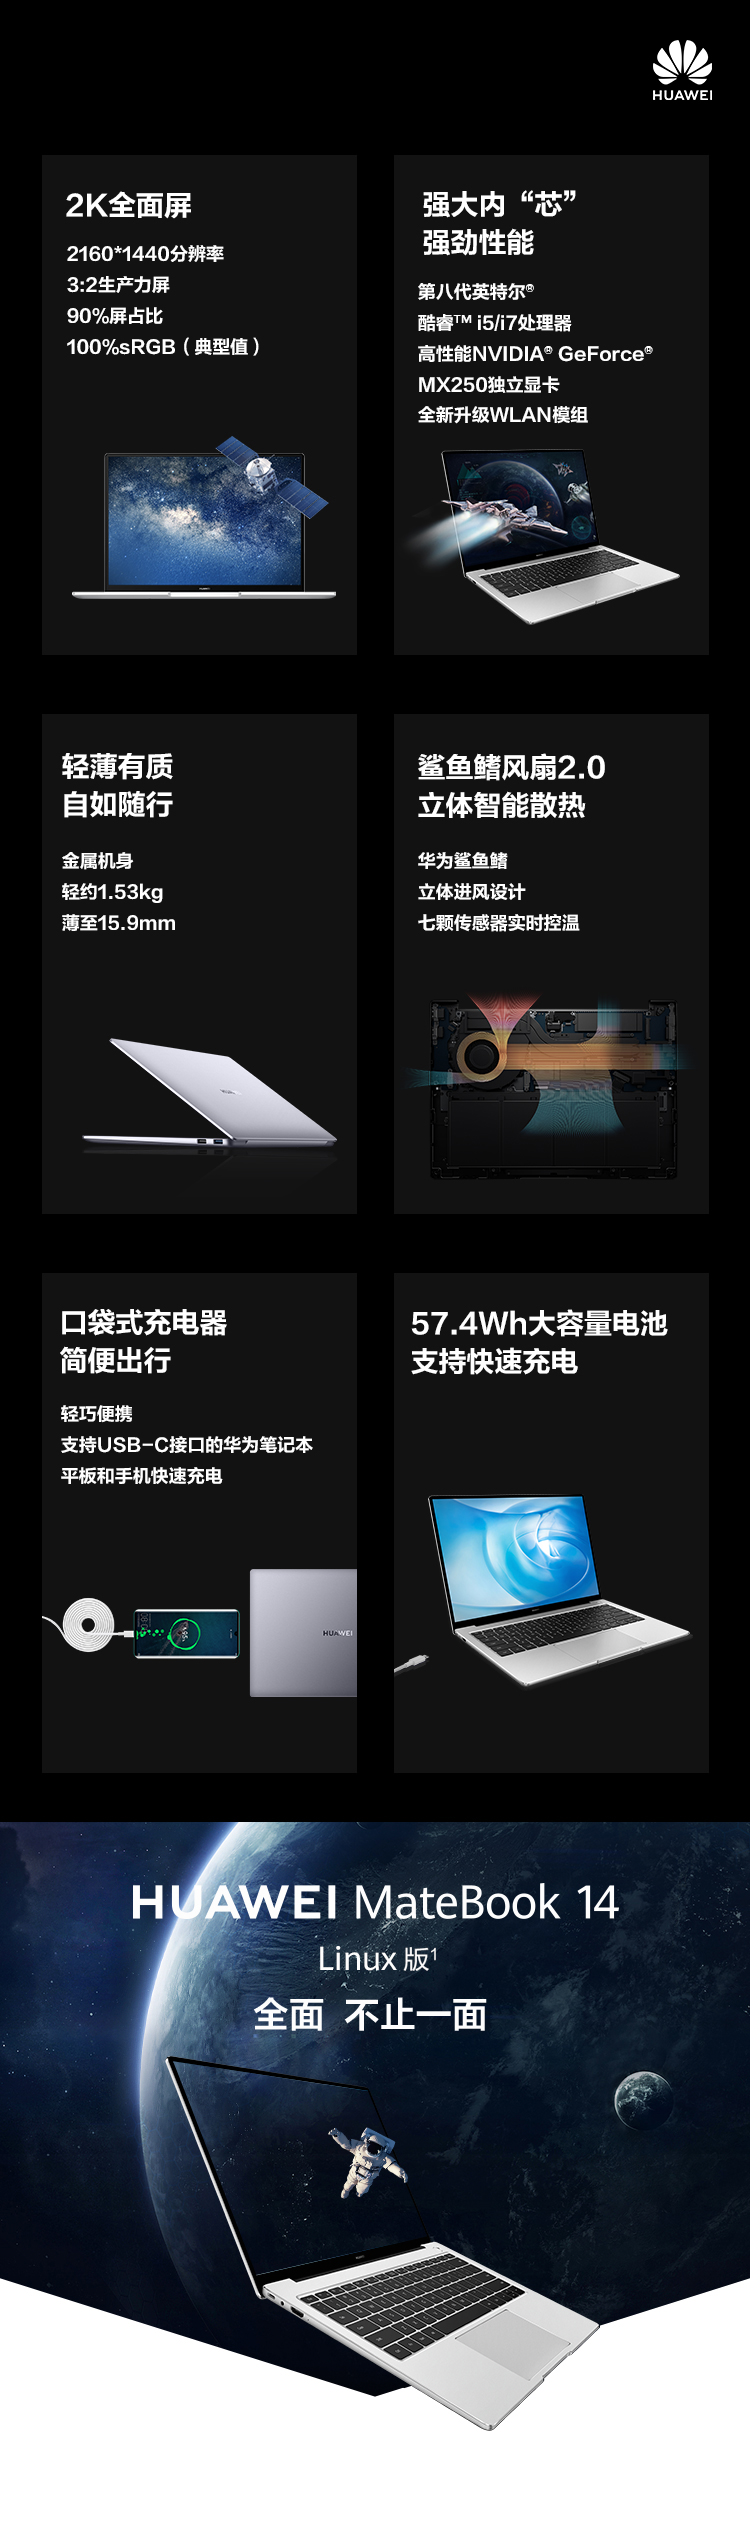 HUAWEI
2K全面屏
2160*1440分辨率
3:2生产力屏
90%屏占比
100%sRGB（典型值）
强大内“芯”
强劲性能
第八代英特尔®
酷睿™ i5/i7处理器
高性能NVIDIA® GeForce®
MX250独立显卡
全新升级WLAN模组
轻薄有质
自如随行
金属机身
轻约1.53kg
薄至15.9mm
鲨鱼鳍风扇2.0
立体智能散热
华为鲨鱼鳍
立体进风设计
七颗传感器实时控温
口袋式充电器
简便出行
轻巧便携
支持USB-C接口的华为笔记本
平板和手机快速充电
HUAWEI
57.4Wh大容量电池
支持快速充电
HUAWEI MateBook 14
Linux 版¹
全面 不止一面